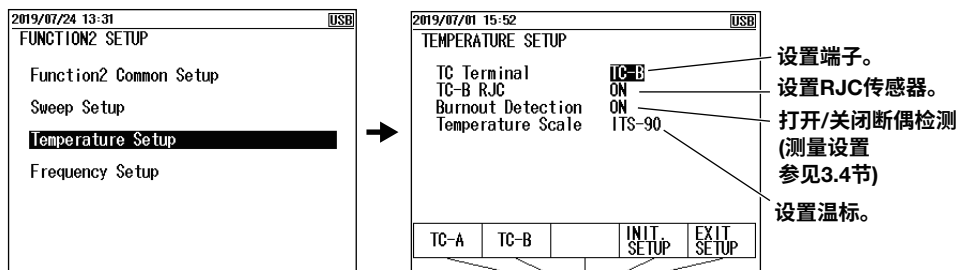 2019/07/24 13:31 USB
FUNCTION2 SETUP
Function2 Common Setup
Sweep Setup
Temperature Setup
Frequency Setup
2019/07/01 15:52 USB
TEMPERATURE SETUP
TC Terminal TC-B
TC-B RJC ON
Burnout Detection ON
Temperature Scale ITS-90
TC-A TC-B INIT. SETUP EXIT SETUP
设置端子。
设置RJC传感器。
打开/关闭断偶检测
(测量设置
参见3.4节)
设置温标。